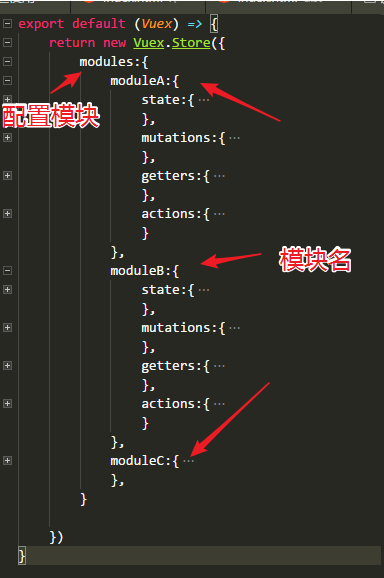 export default (Vuex) => {
return new Vuex.Store({
modules:{
moduleA:{
配置模块
state:{ ···
},
mutations:{ ···
},
getters:{ ···
},
actions:{ ···
}
},
moduleB:{
模块名
state:{ ···
},
mutations:{ ···
},
getters:{ ···
},
actions:{ ···
}
},
moduleC:{ ···
},
}
})
}